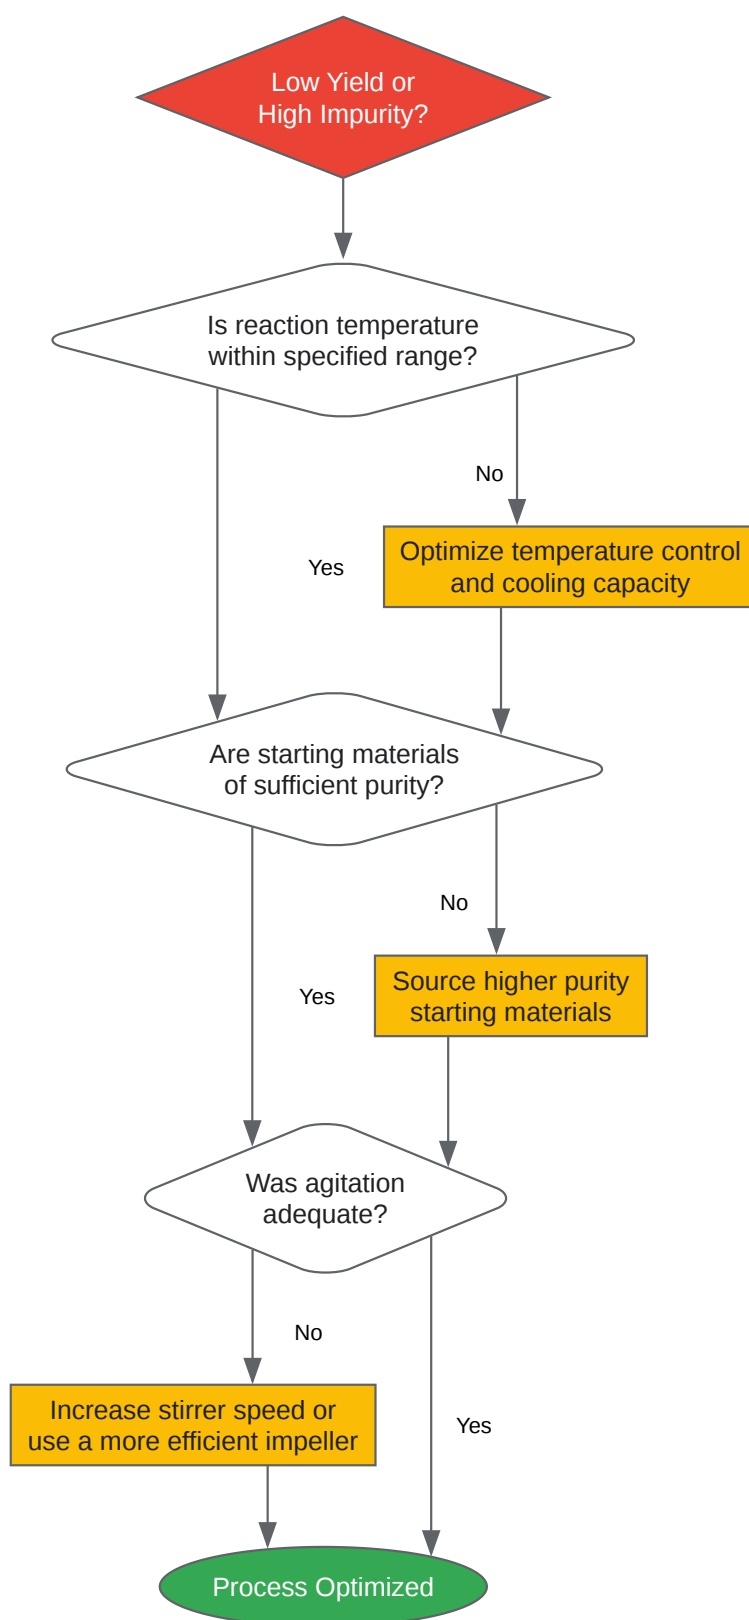 Low Yield or
High Impurity?
Is reaction temperature
within specified range?
No
Optimize temperature control
and cooling capacity
Yes
Are starting materials
of sufficient purity?
No
Source higher purity
starting materials
Yes
Was agitation
adequate?
No
Increase stirrer speed or
use a more efficient impeller
Yes
Process Optimized